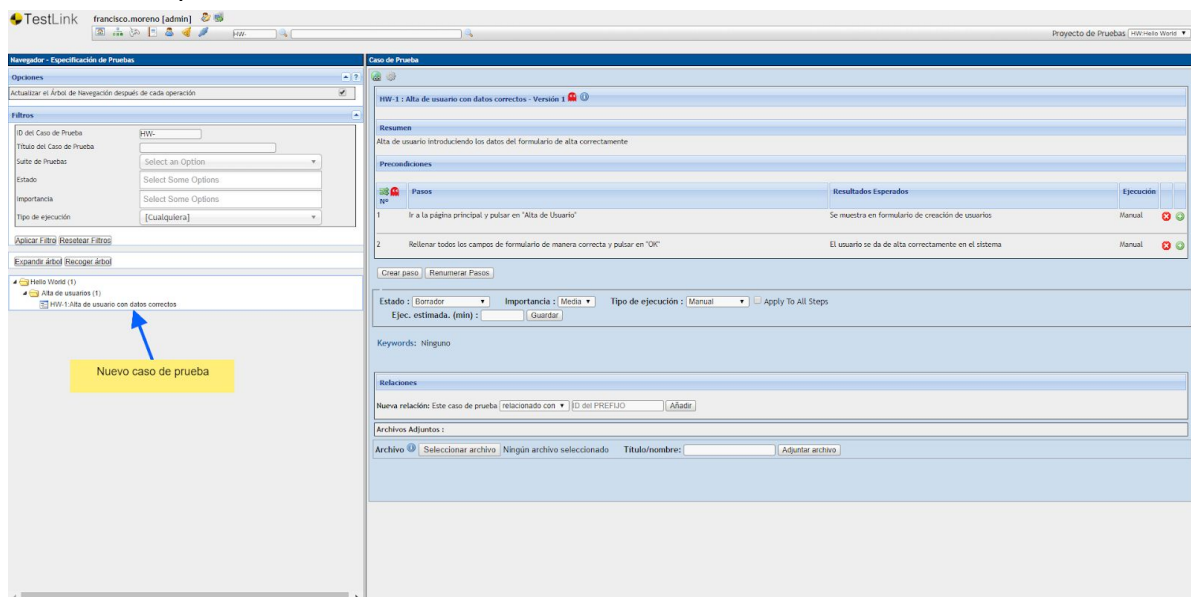 TestLink francisco.moreno [admin]
HW-
Proyecto de Pruebas HW:Hello World
Navegador - Especificación de Pruebas
Opciones
?
Actualizar el Árbol de Navegación después de cada operación
Filtros
ID del Caso de Prueba HW-
Título del Caso de Prueba
Suite de Pruebas Select an Option
Estado Select Some Options
Importancia Select Some Options
Tipo de ejecución [Cualquiera]
Aplicar Filtro Resetear Filtros
Expandir árbol Recoger árbol
Hello World (1)
Alta de usuarios (1)
HW-1:Alta de usuario con datos correctos
Nuevo caso de prueba
Caso de Prueba
HW-1 : Alta de usuario con datos correctos - Versión 1
Resumen
Alta de usuario introduciendo los datos del formulario de alta correctamente
Precondiciones
Nº Pasos Resultados Esperados Ejecución
1 Ir a la página principal y pulsar en "Alta de Usuario" Se muestra en formulario de creación de usuarios Manual
2 Rellenar todos los campos de formulario de manera correcta y pulsar en "OK" El usuario se da de alta correctamente en el sistema Manual
Crear paso Renumerar Pasos
Estado : Borrador Importancia : Media Tipo de ejecución : Manual Apply To All Steps
Ejec. estimada. (min) : Guardar
Keywords: Ninguno
Relaciones
Nueva relación: Este caso de prueba relacionado con ID del PREFIJO Añadir
Archivos Adjuntos :
Archivo Seleccionar archivo Ningún archivo seleccionado Título/nombre: Adjuntar archivo